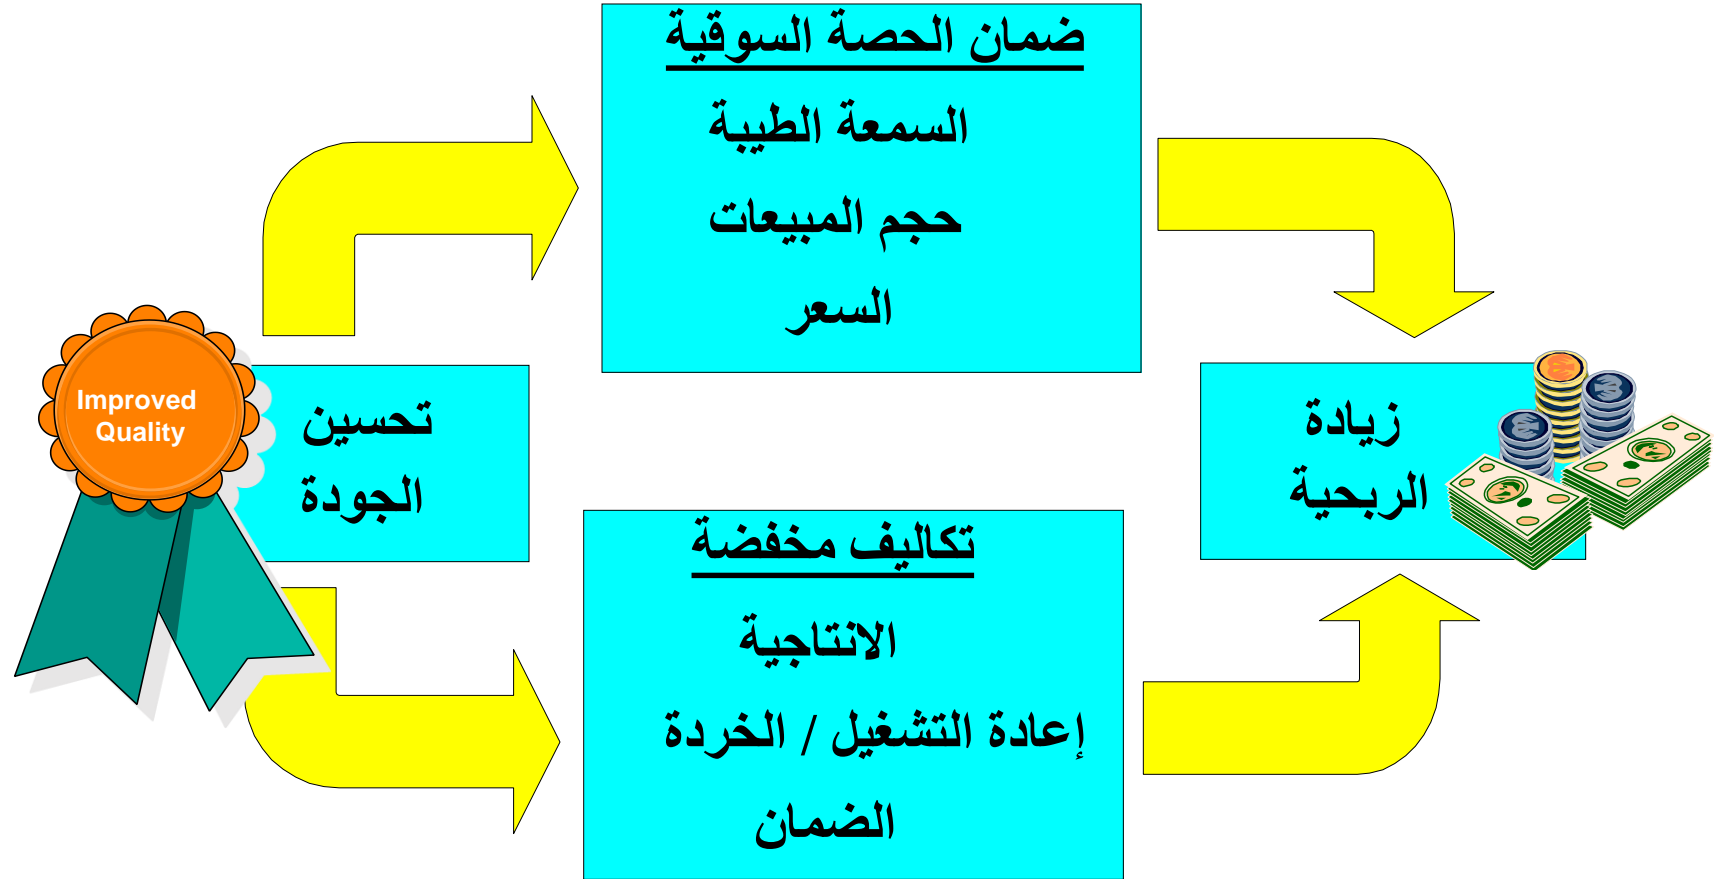 ضمان الحصة السوقية
السمعة الطيبة
حجم المبيعات
السعر
Improved
Quality
تحسين
الجودة
زيادة
الربحية
تكاليف مخفضة
الانتاجية
إعادة التشغيل / الخردة
الضمان